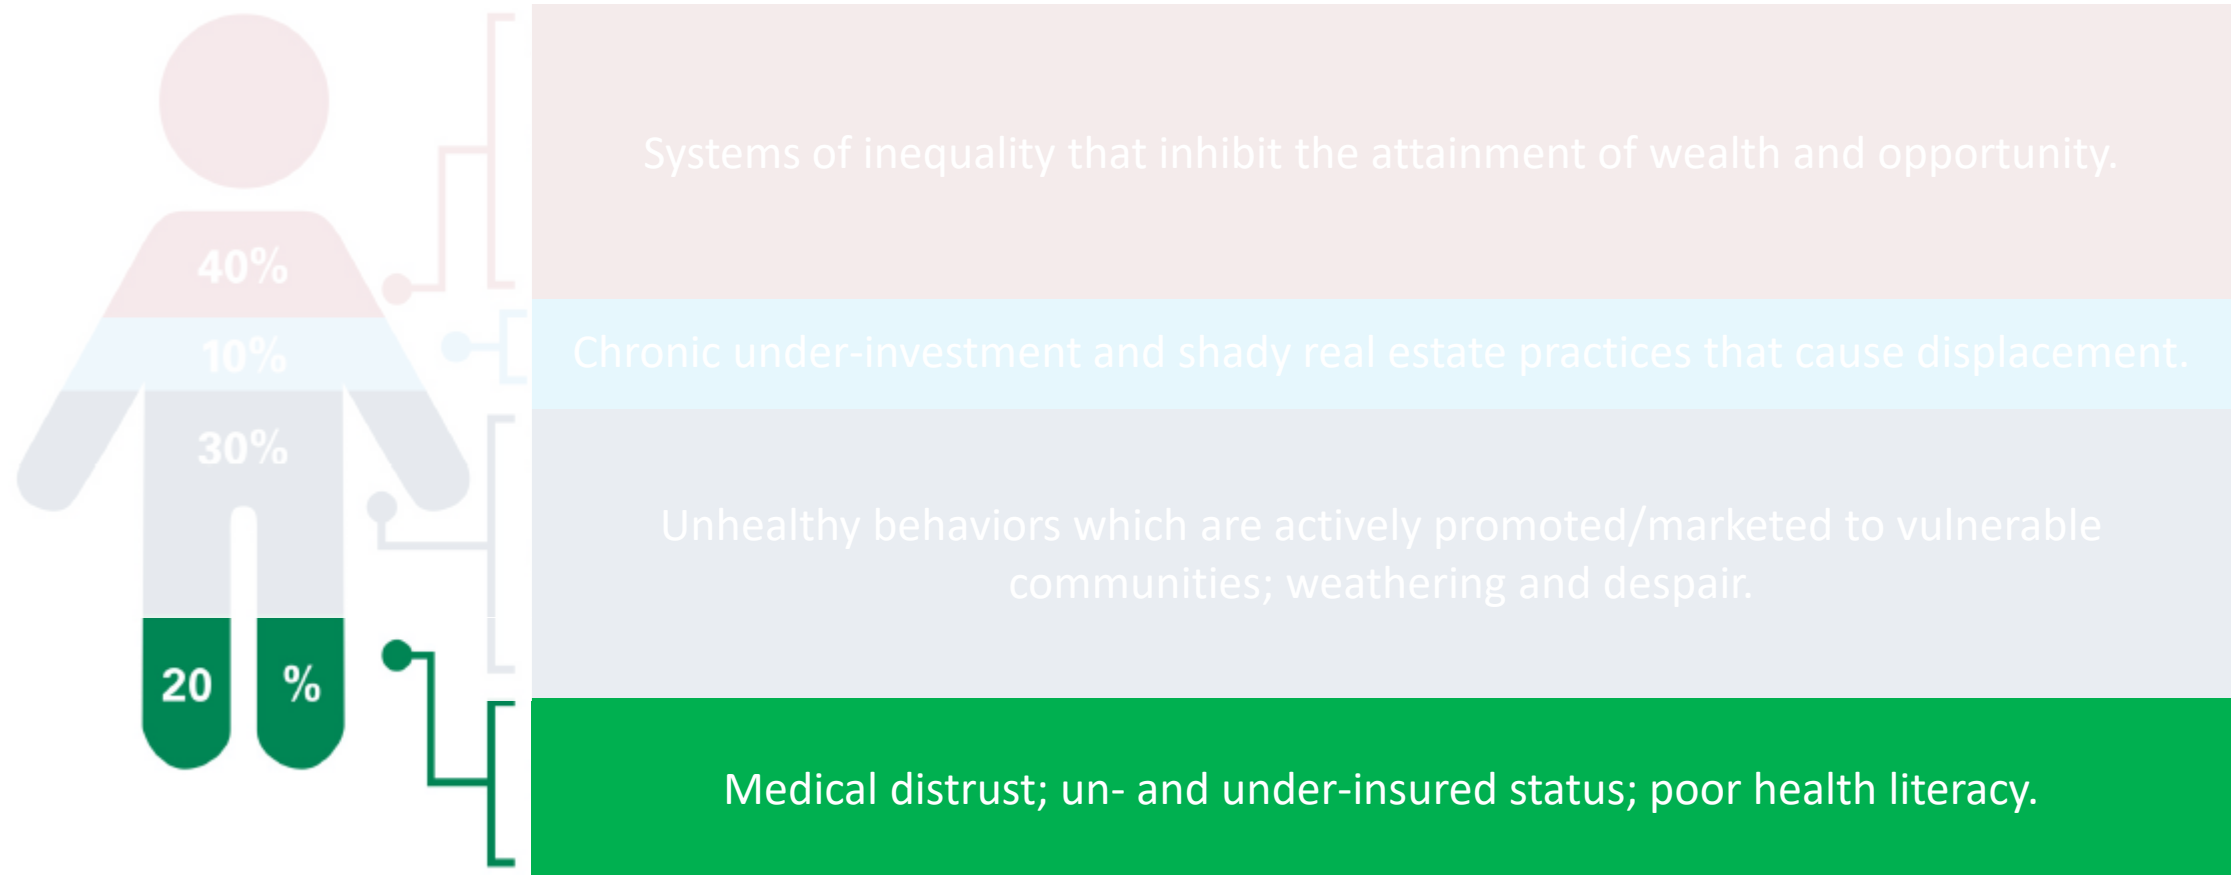 Systems of inequality that inhibit the attainment of wealth and opportunity.
40%
10%
Chronic under-investment and shady real estate practices that cause displacement.
30%
Unhealthy behaviors which are actively promoted/marketed to vulnerable
communities; weathering and despair.
20 %
Medical distrust; un- and under-insured status; poor health literacy.